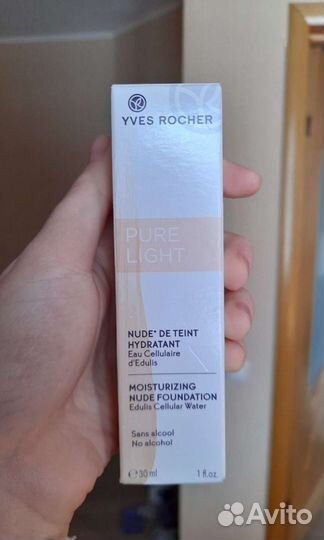 YVES ROCHER
PURE
LIGHT
NUDE* DE TEINT
HYDRATANT
Eau Cellulaire
d'Edulis
MOISTURIZING
NUDE FOUNDATION
Edulis Cellular Water
Sans alcool
No alcohol
℮ 30 ml 1 fl.oz.
Avito